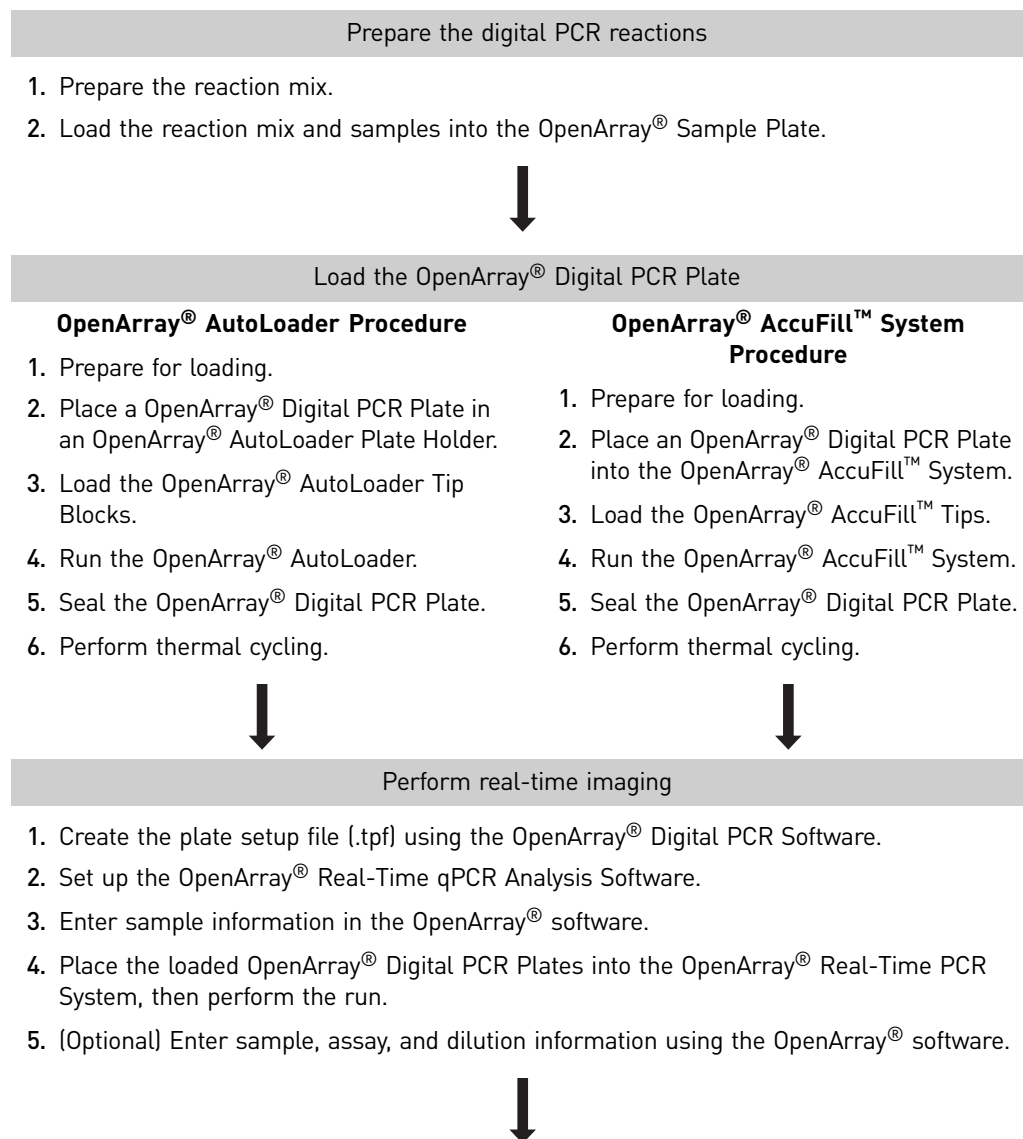 Prepare the digital PCR reactions
1. Prepare the reaction mix.
2. Load the reaction mix and samples into the OpenArray® Sample Plate.
Load the OpenArray® Digital PCR Plate
OpenArray® AutoLoader Procedure
1. Prepare for loading.
2. Place a OpenArray® Digital PCR Plate in
an OpenArray® AutoLoader Plate Holder.
3. Load the OpenArray® AutoLoader Tip
Blocks.
4. Run the OpenArray® AutoLoader.
5. Seal the OpenArray® Digital PCR Plate.
6. Perform thermal cycling.
OpenArray® AccuFill™ System
Procedure
1. Prepare for loading.
2. Place an OpenArray® Digital PCR Plate
into the OpenArray® AccuFill™ System.
3. Load the OpenArray® AccuFill™ Tips.
4. Run the OpenArray® AccuFill™ System.
5. Seal the OpenArray® Digital PCR Plate.
6. Perform thermal cycling.
Perform real-time imaging
1. Create the plate setup file (.tpf) using the OpenArray® Digital PCR Software.
2. Set up the OpenArray® Real-Time qPCR Analysis Software.
3. Enter sample information in the OpenArray® software.
4. Place the loaded OpenArray® Digital PCR Plates into the OpenArray® Real-Time PCR
System, then perform the run.
5. (Optional) Enter sample, assay, and dilution information using the OpenArray® software.